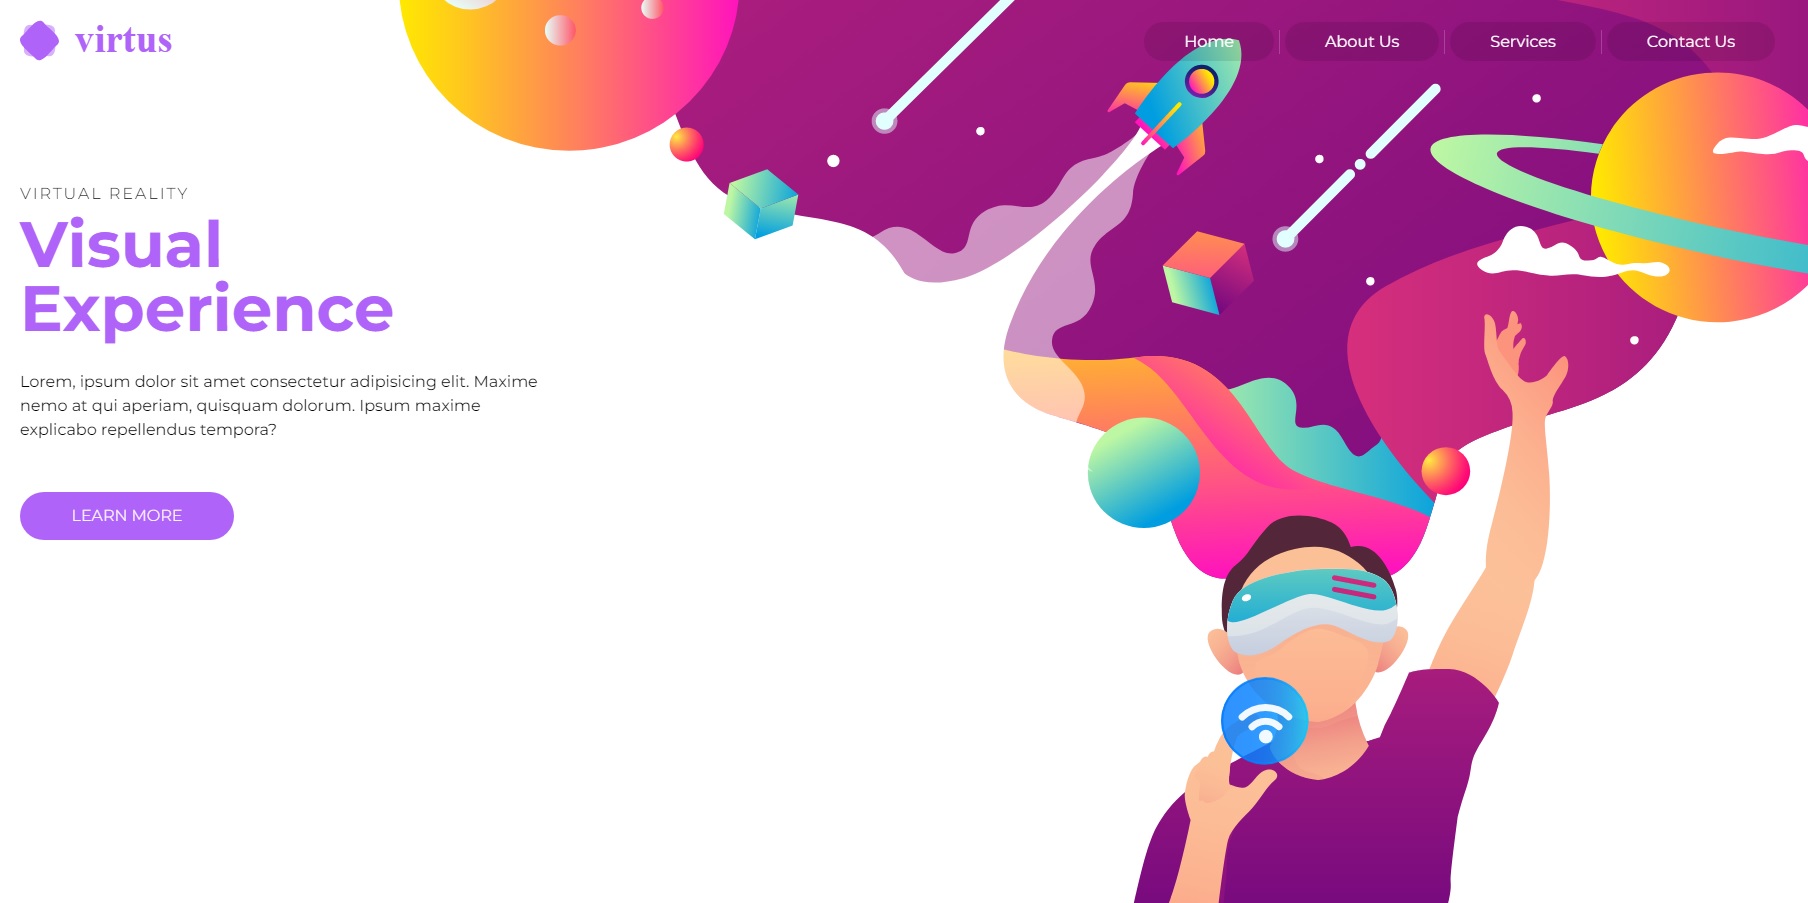 virtus
Home
About Us
Services
Contact Us
VIRTUAL REALITY
Visual
Experience
Lorem, ipsum dolor sit amet consectetur adipisicing elit. Maxime
nemo at qui aperiam, quisquam dolorum. Ipsum maxime
explicabo repellendus tempora?
LEARN MORE